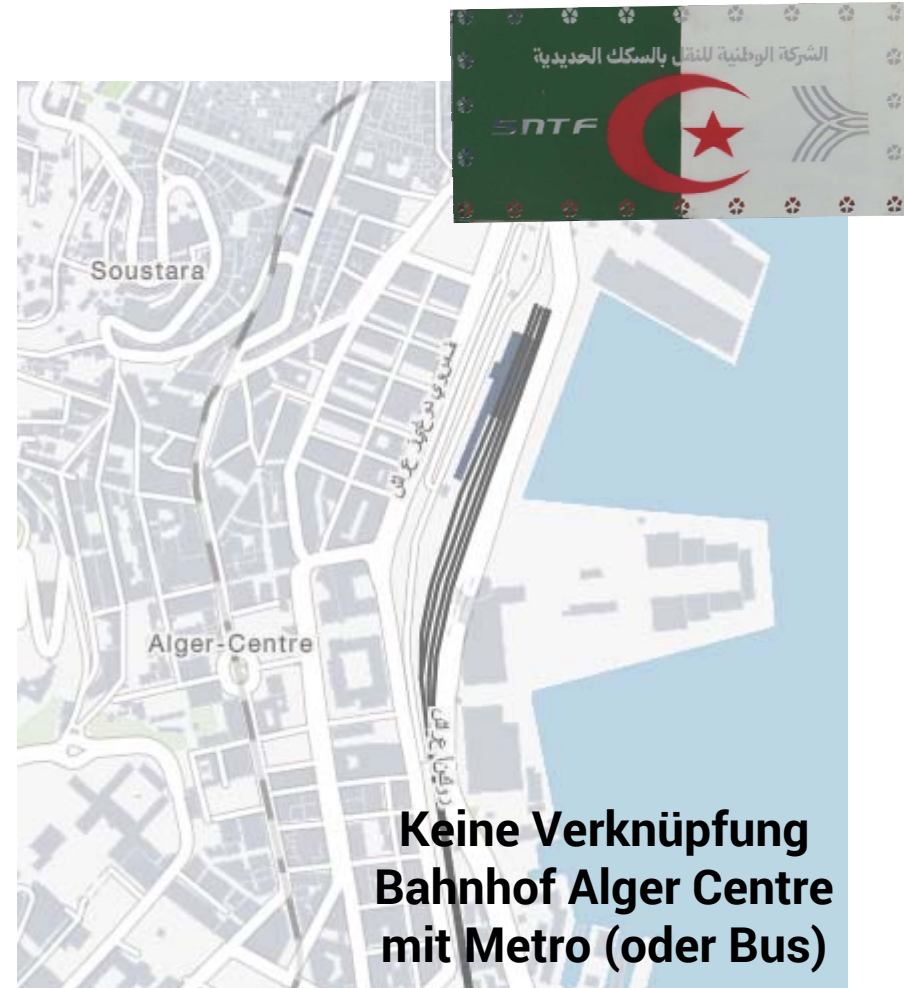 الشركة الوطنية للنقل بالسكك الحديدية
SNTF
Soustara
Alger-Centre
Keine Verknüpfung
Bahnhof Alger Centre
mit Metro (oder Bus)